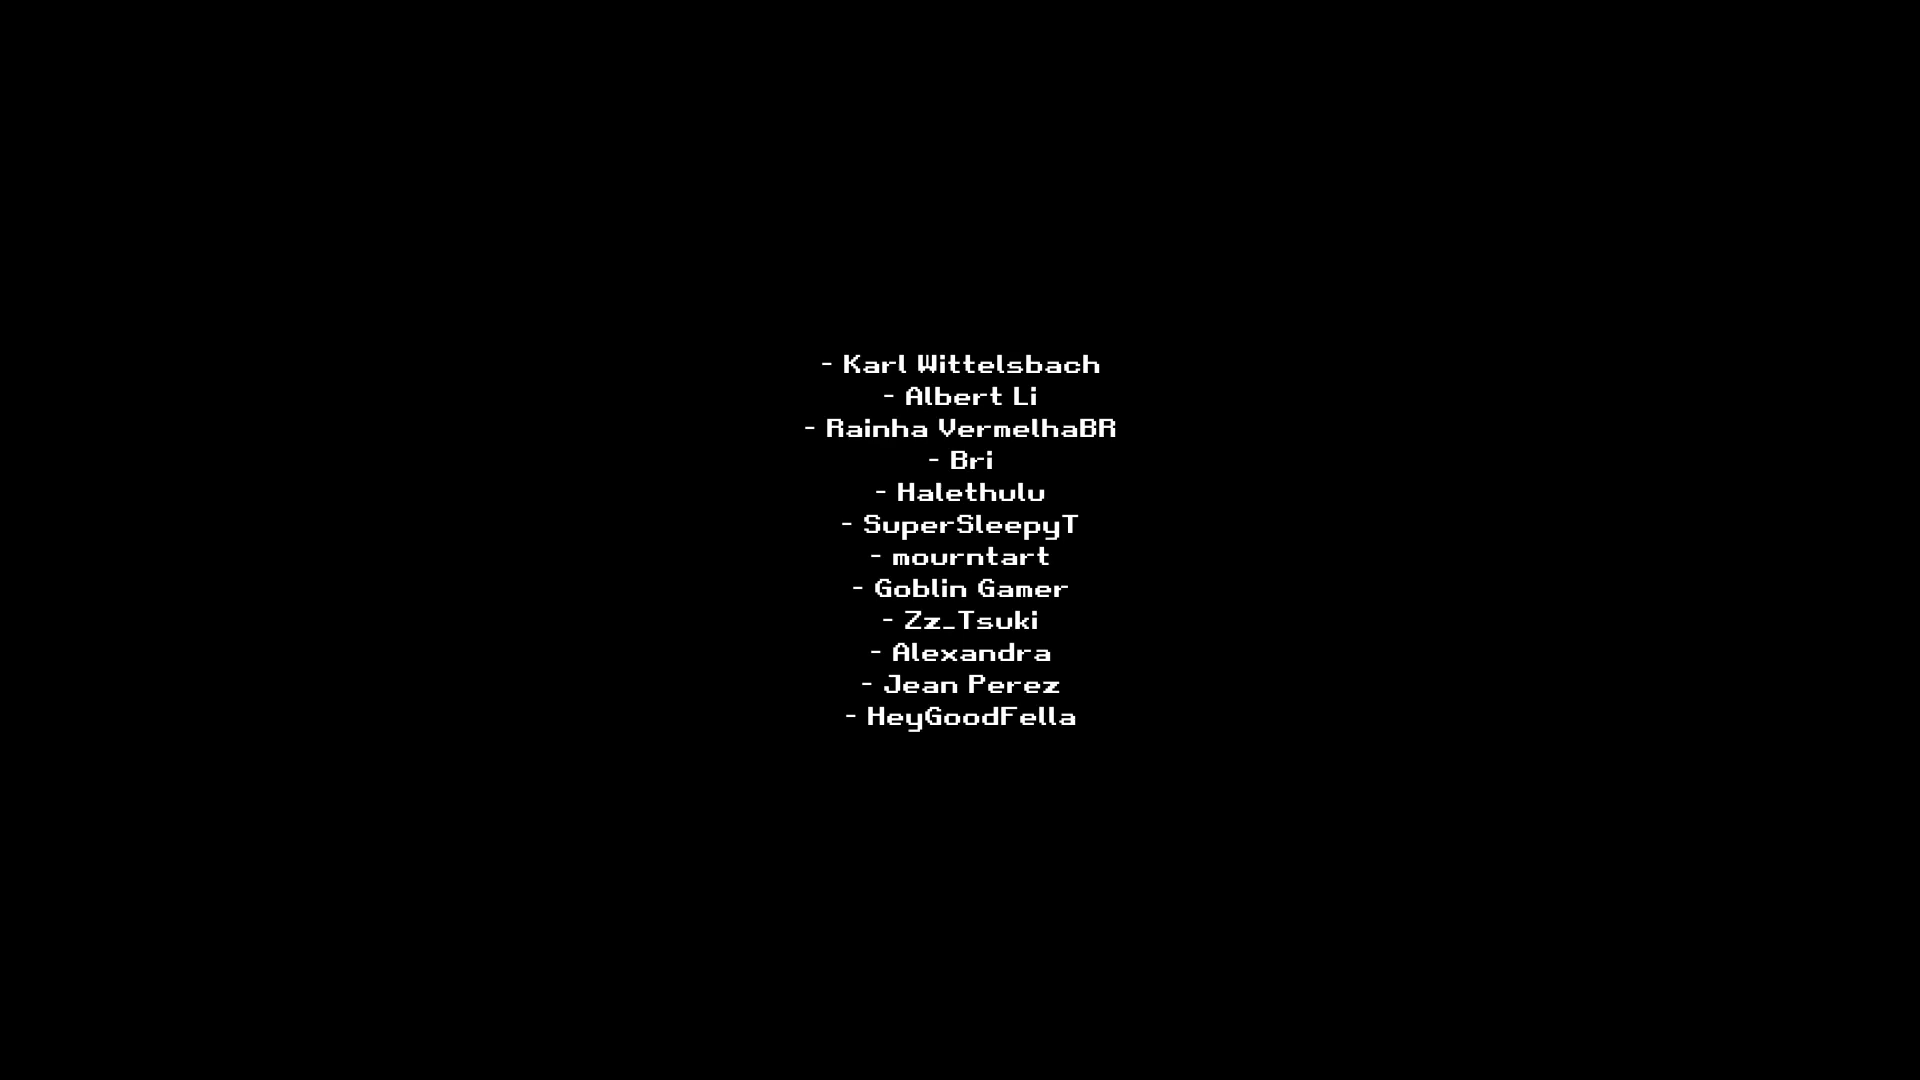 - Karl Wittelsbach
- Albert Li
- Rainha VermelhaBR
- Bri
- Halethulu
- SuperSleepyT
- mourntart
- Goblin Gamer
- Zz_Tsuki
- Alexandra
- Jean Perez
- HeyGoodFella